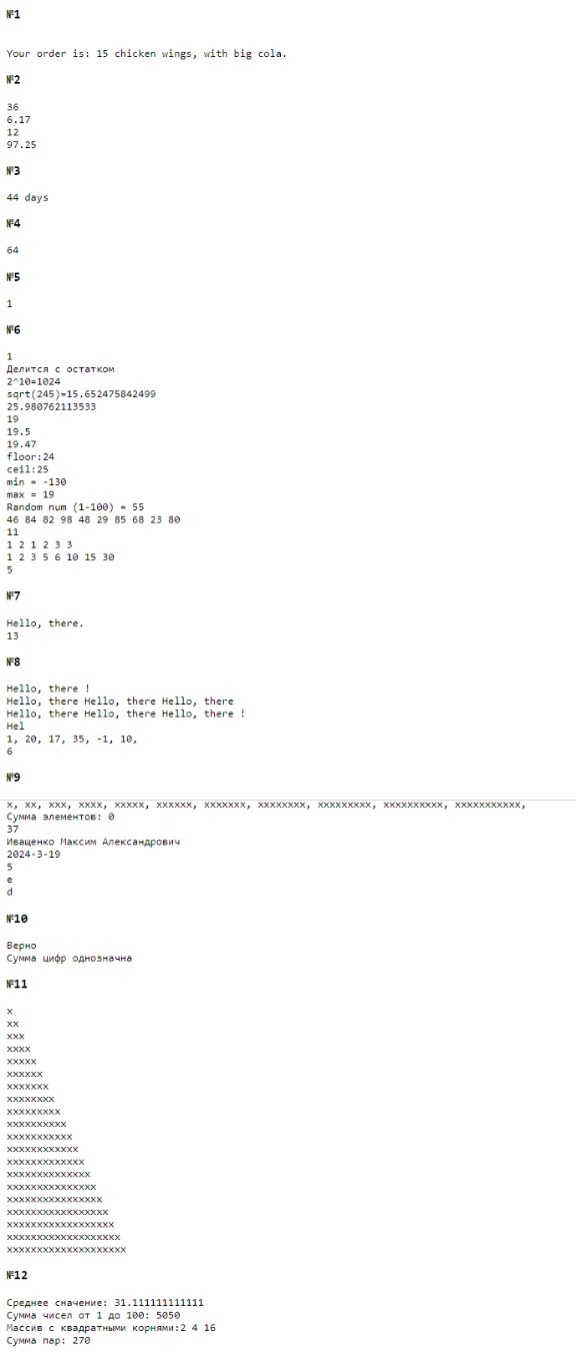 №1
Your order is: 15 chicken wings, with big cola.
№2
36
6.17
12
97.25
№3
44 days
№4
64
№5
1
№6
1
Делится с остатком
2^10=1024
sqrt(245)=15.652475842499
25.980762113533
19
19.5
19.47
floor:24
ceil:25
min = -130
max = 19
Random num (1-100) = 55
46 84 82 98 48 29 85 68 23 80
11
1 2 1 2 3 3
1 2 3 5 6 10 15 30
5
№7
Hello, there.
13
№8
Hello, there !
Hello, there Hello, there Hello, there
Hello, there Hello, there Hello, there !
Hel
1, 20, 17, 35, -1, 10,
6
№9
x, xx, xxx, xxxx, xxxxx, xxxxxx, xxxxxxx, xxxxxxxx, xxxxxxxxx, xxxxxxxxxx, xxxxxxxxxxx,
Сумма элементов: 0
37
Иващенко Максим Александрович
2024-3-19
5
e
d
№10
Верно
Сумма цифр однозначна
№11
x
xx
xxx
xxxx
xxxxx
xxxxxx
xxxxxxx
xxxxxxxx
xxxxxxxxx
xxxxxxxxxx
xxxxxxxxxxx
xxxxxxxxxxxx
xxxxxxxxxxxxx
xxxxxxxxxxxxxx
xxxxxxxxxxxxxxx
xxxxxxxxxxxxxxxx
xxxxxxxxxxxxxxxxx
xxxxxxxxxxxxxxxxxx
xxxxxxxxxxxxxxxxxxx
xxxxxxxxxxxxxxxxxxxx
№12
Среднее значение: 31.111111111111
Сумма чисел от 1 до 100: 5050
Массив с квадратными корнями:2 4 16
Сумма пар: 270